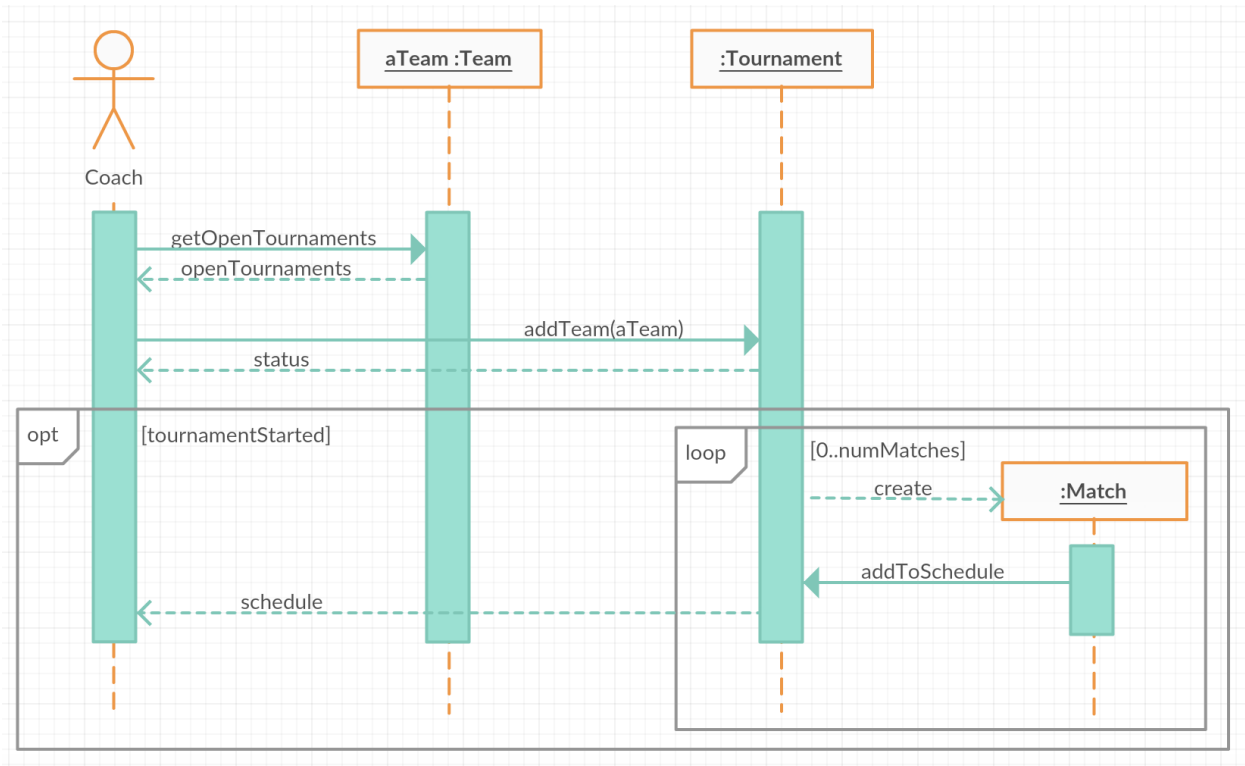 aTeam :Team
:Tournament
Coach
getOpenTournaments
openTournaments
addTeam(aTeam)
status
opt
[tournamentStarted]
loop
[0..numMatches]
create
:Match
addToSchedule
schedule